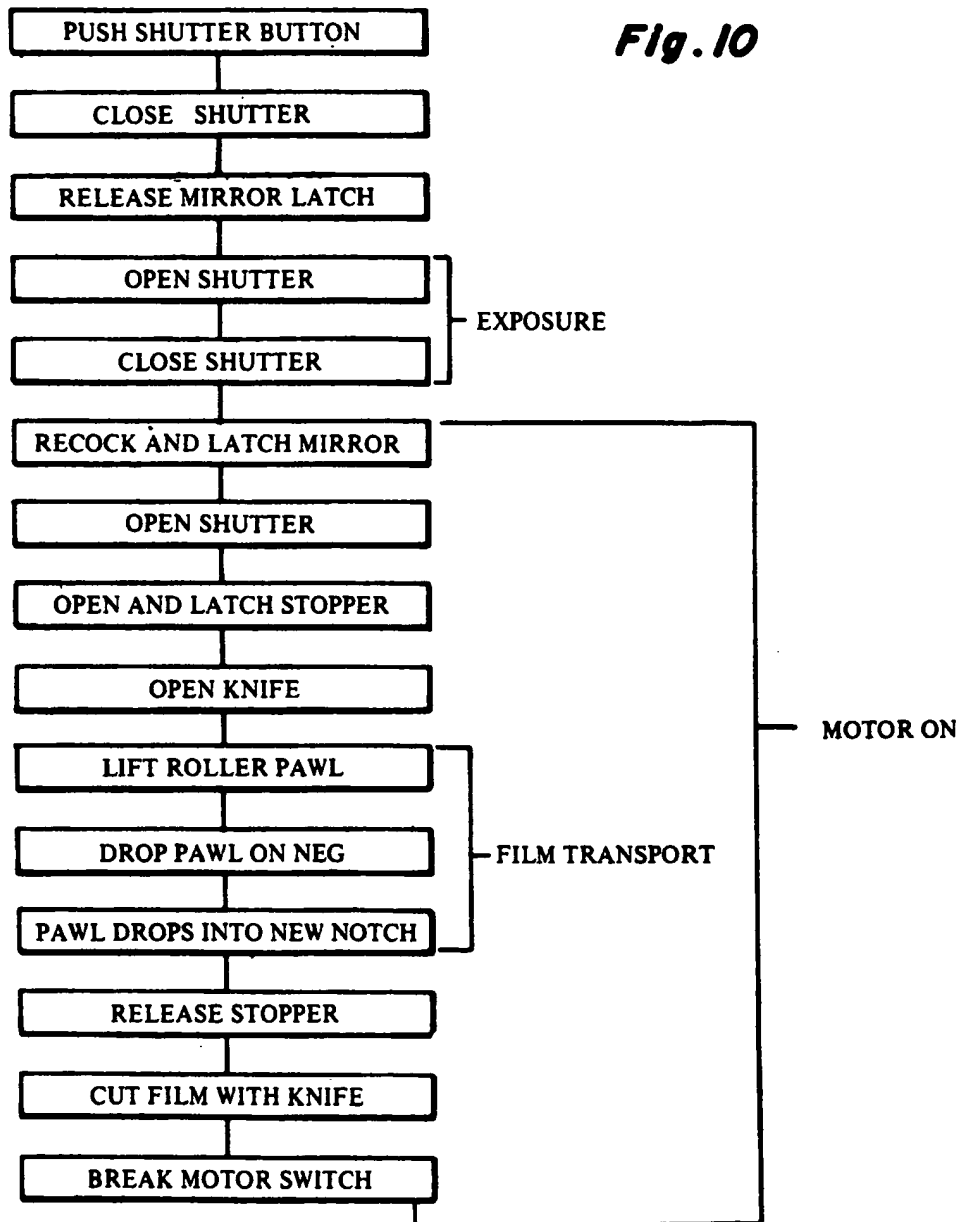 Fig. 10
PUSH SHUTTER BUTTON
CLOSE SHUTTER
RELEASE MIRROR LATCH
OPEN SHUTTER
EXPOSURE
CLOSE SHUTTER
RECOCK AND LATCH MIRROR
OPEN SHUTTER
OPEN AND LATCH STOPPER
OPEN KNIFE
MOTOR ON
LIFT ROLLER PAWL
DROP PAWL ON NEG
FILM TRANSPORT
PAWL DROPS INTO NEW NOTCH
RELEASE STOPPER
CUT FILM WITH KNIFE
BREAK MOTOR SWITCH